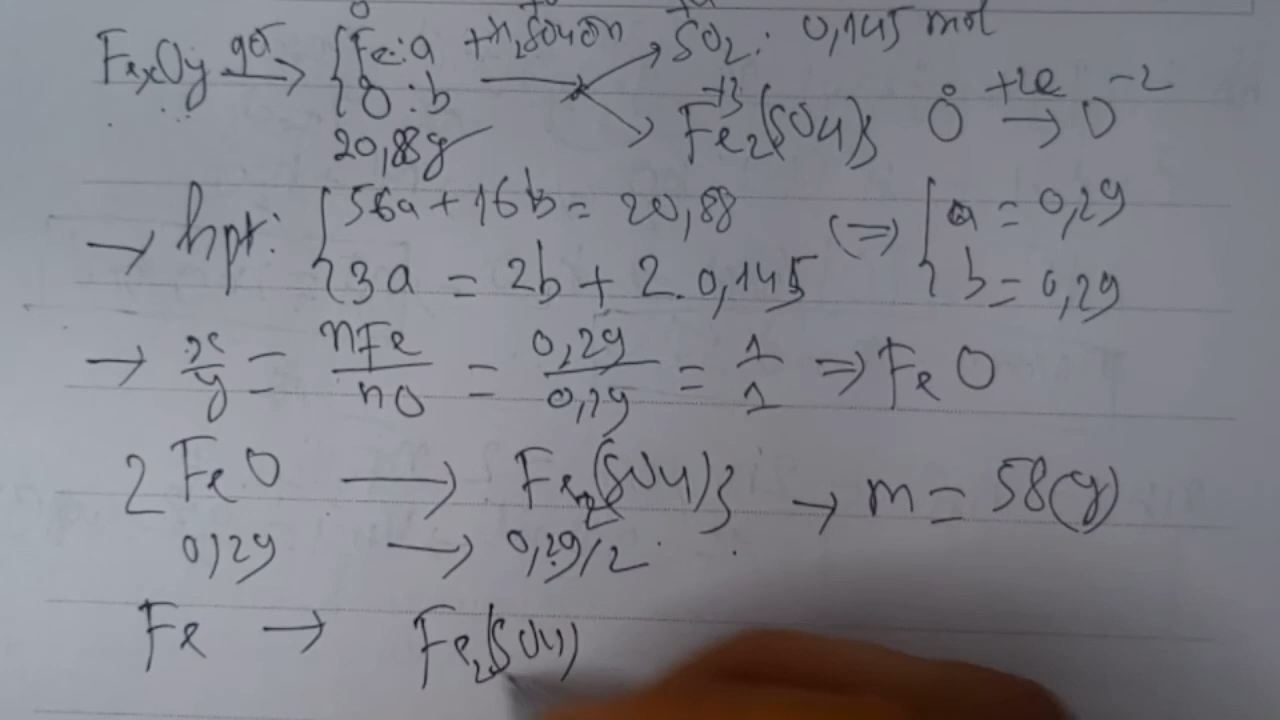 FexOy qđ → { Fe: a +H2SO4 đn → SO2: 0,145 mol
{ O: b → Fe2(SO4)3 O +2e → O-2
20,88g
→ hpt: { 56a + 16b = 20,88 (=> { a = 0,29
{ 3a = 2b + 2.0,145 { b = 0,29
→ x/y = nFe/nO = 0,29/0,29 = 1/1 => FeO
2FeO → Fe2(SO4)3 → m = 58(g)
0,29 → 0,29/2
Fe → Fe2(SO4)